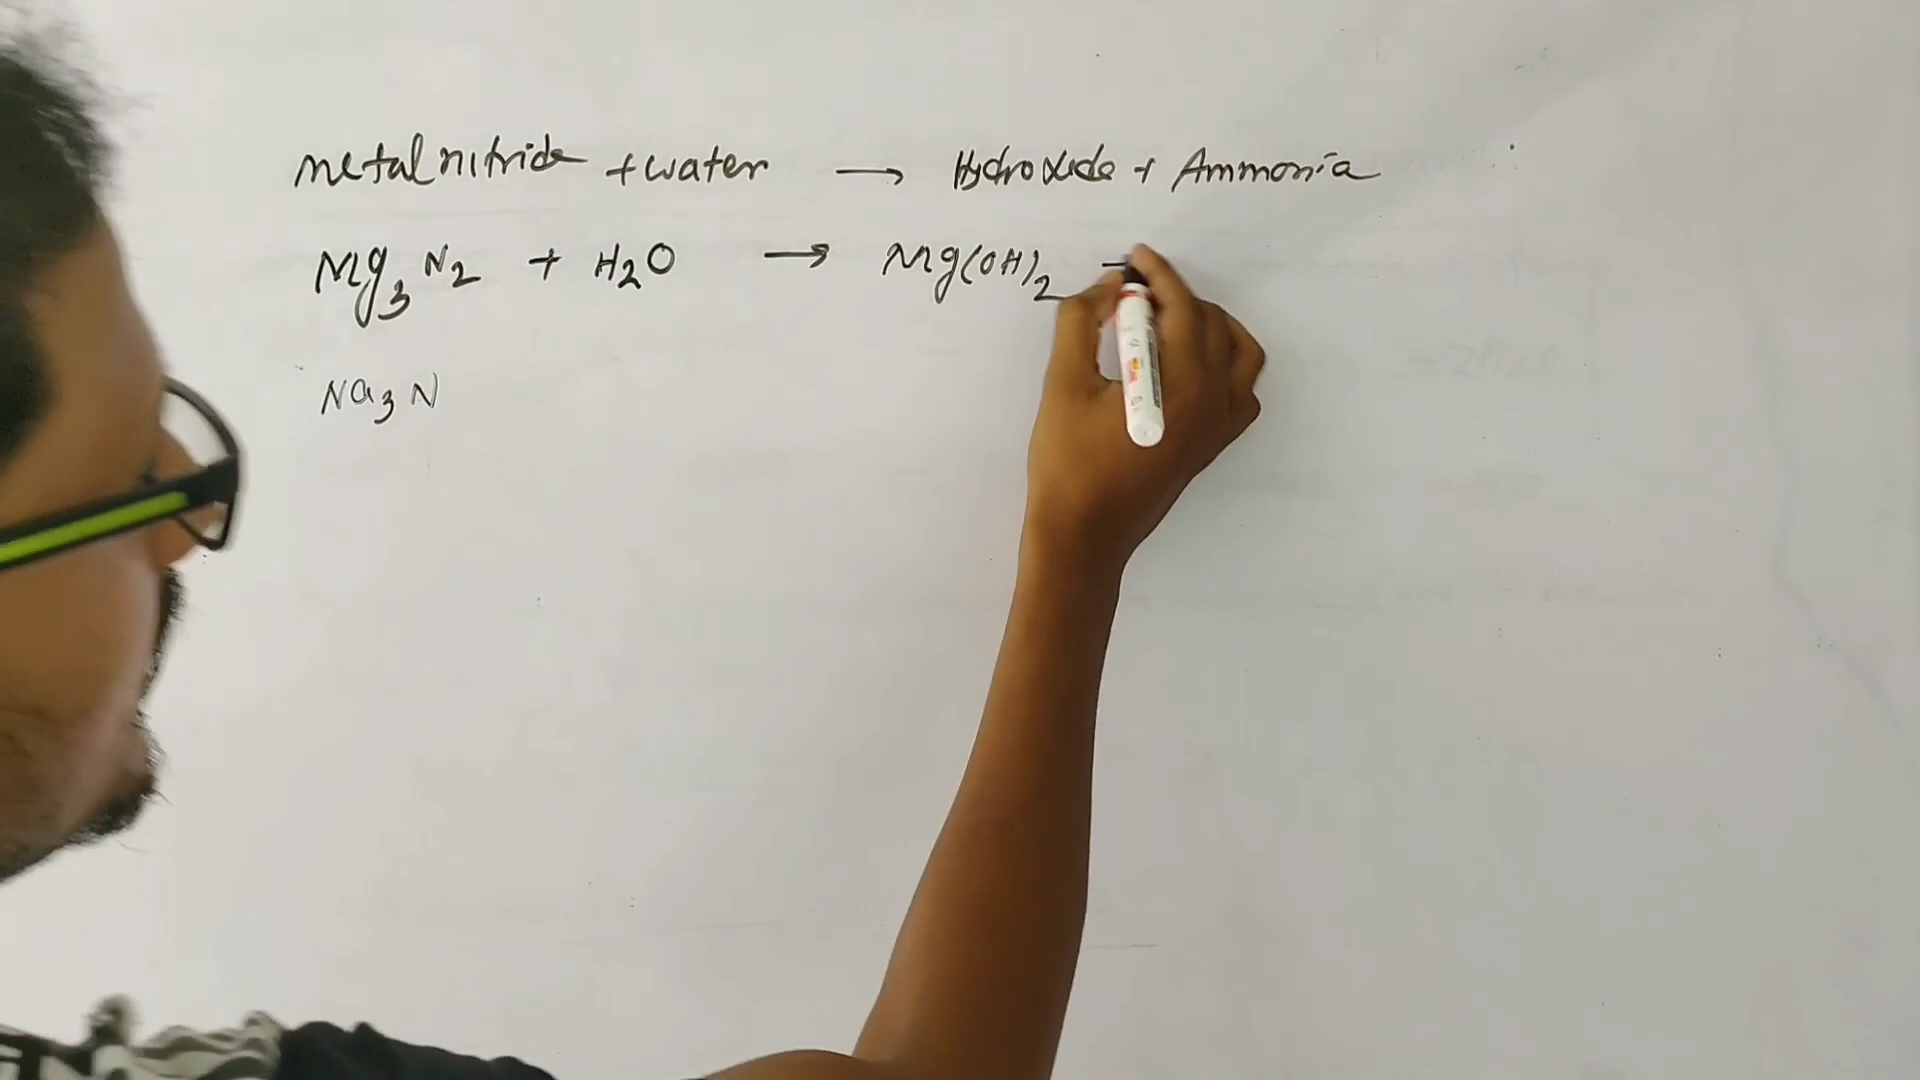 metal nitride + water → Hydroxide + Ammonia
Mg3N2 + H2O → Mg(OH)2 +
Na3N